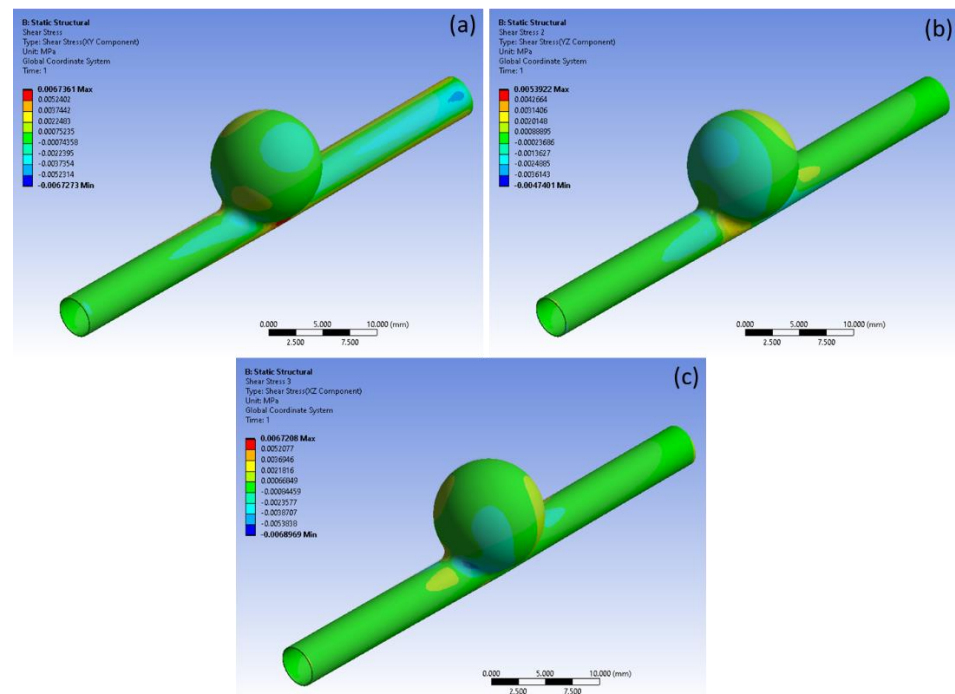 (a)
B: Static Structural
Shear Stress
Type: Shear Stress(XY Component)
Unit: MPa
Global Coordinate System
Time: 1
0.0067361 Max
0.0052402
0.0037442
0.0022483
0.00075235
-0.00074358
-0.0022395
-0.0037354
-0.0052314
-0.0067273 Min
0.000 5.000 10.000 (mm)
2.500 7.500
(b)
B: Static Structural
Shear Stress 2
Type: Shear Stress(YZ Component)
Unit: MPa
Global Coordinate System
Time: 1
0.0053922 Max
0.0042664
0.0031406
0.0020148
0.00088895
-0.00023686
-0.0013627
-0.0024885
-0.0036143
-0.0047401 Min
0.000 5.000 10.000 (mm)
2.500 7.500
(c)
B: Static Structural
Shear Stress 3
Type: Shear Stress(XZ Component)
Unit: MPa
Global Coordinate System
Time: 1
0.0067208 Max
0.0052077
0.0036946
0.0021816
0.00066849
-0.00084459
-0.0023577
-0.0038707
-0.0053838
-0.0068969 Min
0.000 5.000 10.000 (mm)
2.500 7.500